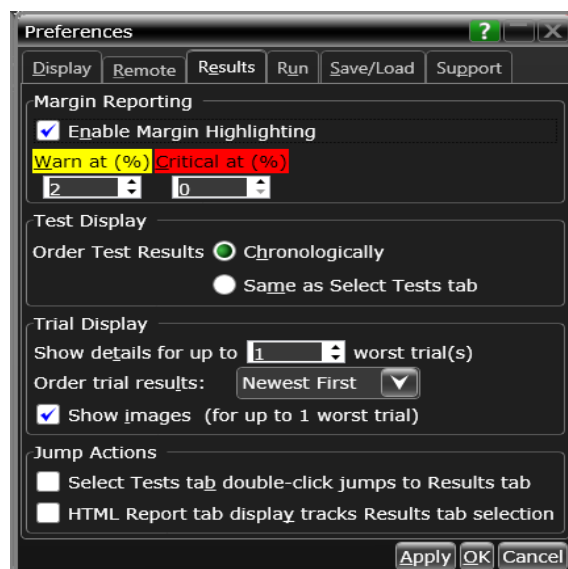 Preferences ?
Display Remote Results Run Save/Load Support
Margin Reporting
Enable Margin Highlighting
Warn at (%) Critical at (%)
2 0
Test Display
Order Test Results Chronologically
Same as Select Tests tab
Trial Display
Show details for up to 1 worst trial(s)
Order trial results: Newest First
Show images (for up to 1 worst trial)
Jump Actions
Select Tests tab double-click jumps to Results tab
HTML Report tab display tracks Results tab selection
Apply OK Cancel